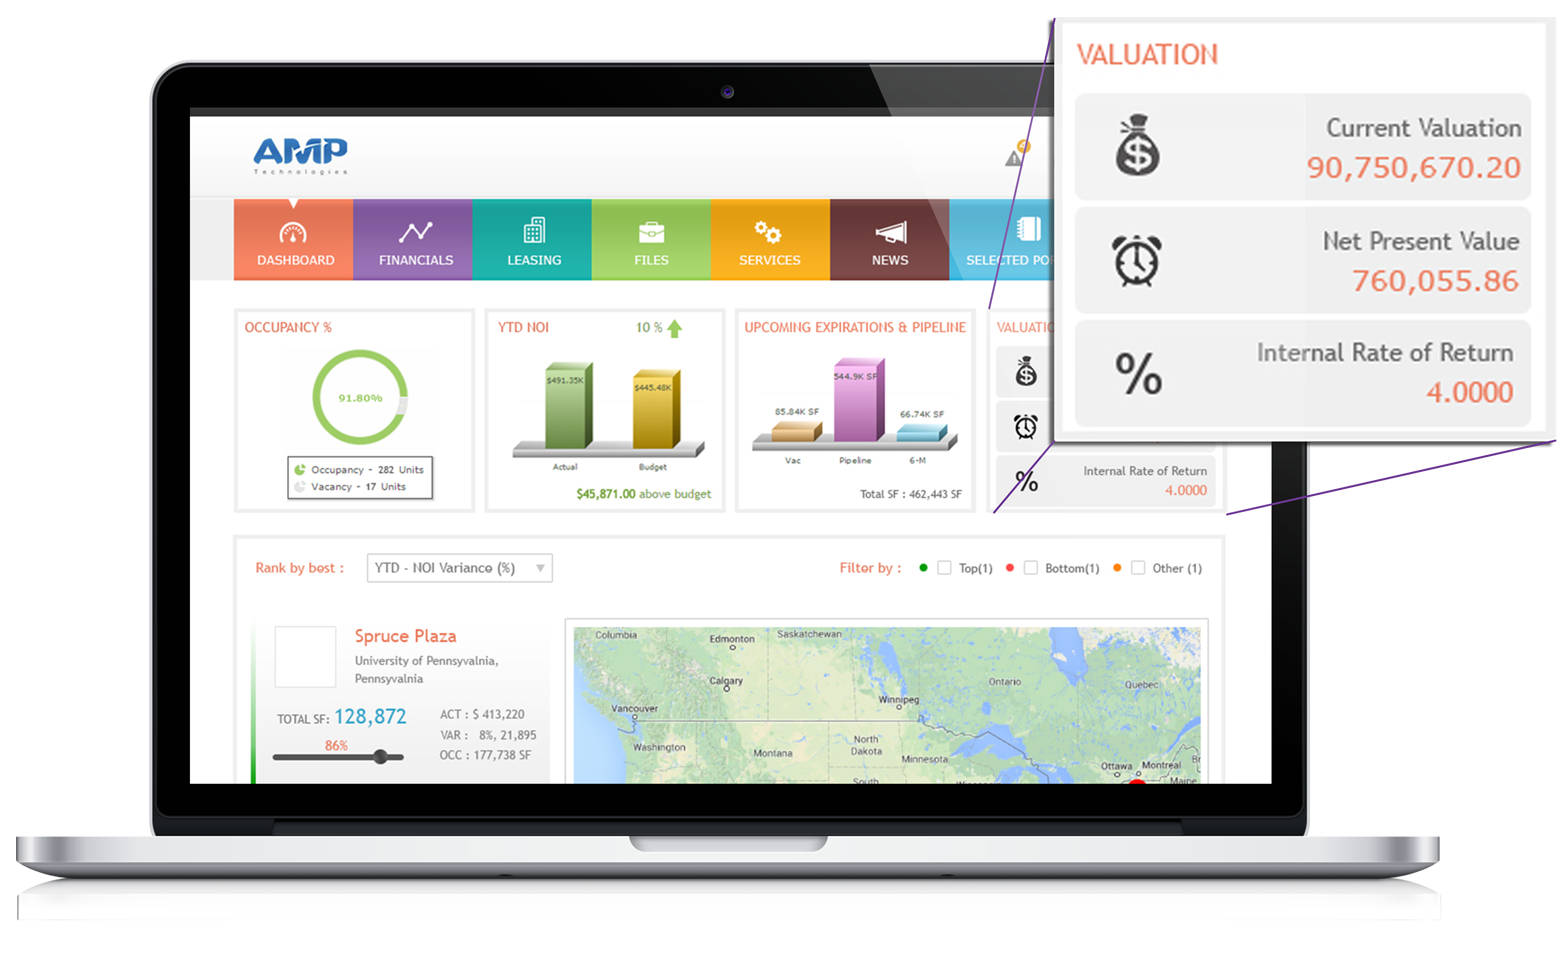 VALUATION
Current Valuation
90,750,670.20
Net Present Value
760,055.86
% Internal Rate of Return
4.0000
AMP
Technologies
DASHBOARD
FINANCIALS
LEASING
FILES
SERVICES
NEWS
SELECTED PO
OCCUPANCY %
91.80%
Occupancy - 282 Units
Vacancy - 17 Units
YTD NOI 10 %
$491.35K
$445.48K
Actual Budget
$45,871.00 above budget
UPCOMING EXPIRATIONS & PIPELINE
544.9K SF
85.84K SF
66.74K SF
Vac Pipeline 6-M
Total SF : 462,443 SF
VALUATIO
% Internal Rate of Return
4.0000
Rank by best : YTD - NOI Variance (%)
Filter by : Top(1) Bottom(1) Other (1)
Spruce Plaza
University of Pennsyvalnia,
Pennsyvalnia
TOTAL SF: 128,872
86%
ACT : $ 413,220
VAR : 8%, 21,895
OCC : 177,738 SF
Columbia
Edmonton
Saskatchewan
Calgary
Ontario
Quebec
Winnipeg
Vancouver
Washington
Montana
North
Dakota
Minnesota
Ottawa
Montreal
South
Maine